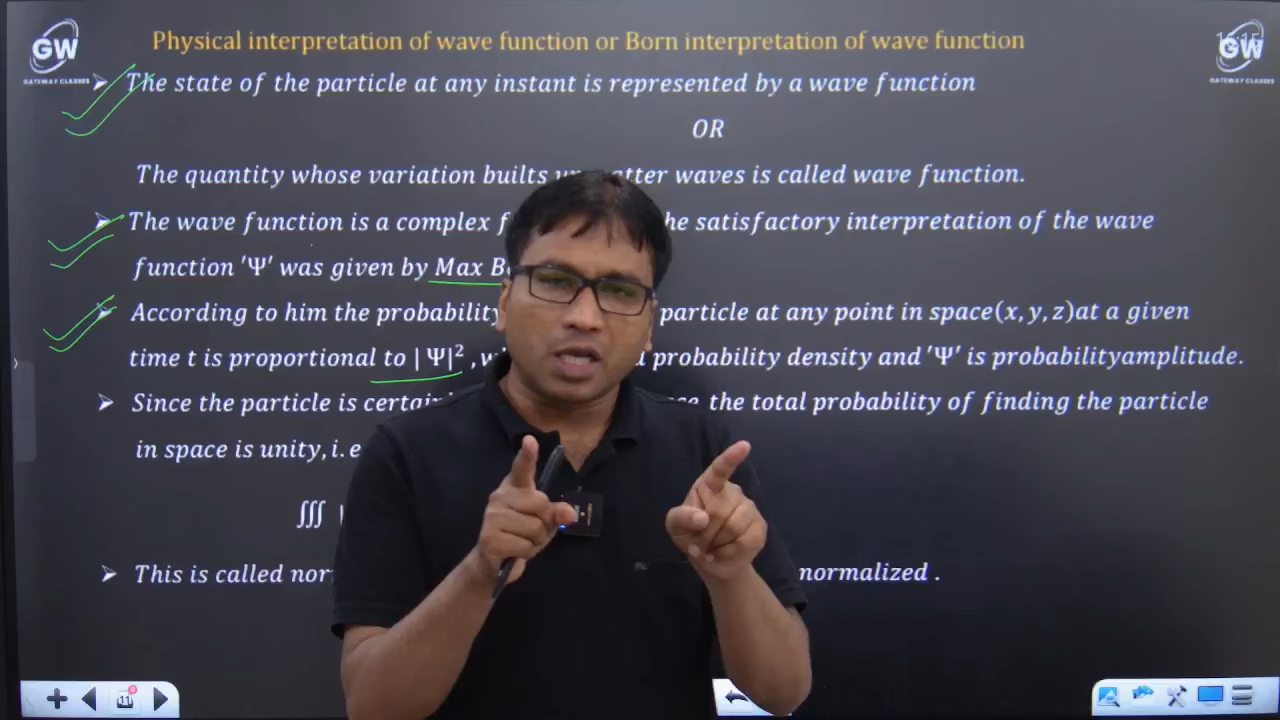 GW
GATEWAY CLASSES
GW
GATEWAY CLASSES
Physical interpretation of wave function or Born interpretation of wave function
➢ The state of the particle at any instant is represented by a wave function
OR
The quantity whose variation builts matter waves is called wave function.
➢ The wave function is a complex he satisfactory interpretation of the wave
function 'Ψ' was given by Max
➢ According to him the probability particle at any point in space(x, y, z)at a given
time t is proportional to |Ψ|² , probability density and 'Ψ' is probabilityamplitude.
➢ Since the particle is the total probability of finding the particle
in space is unity, i. e
∭ |
➢ This is called normalized .
11